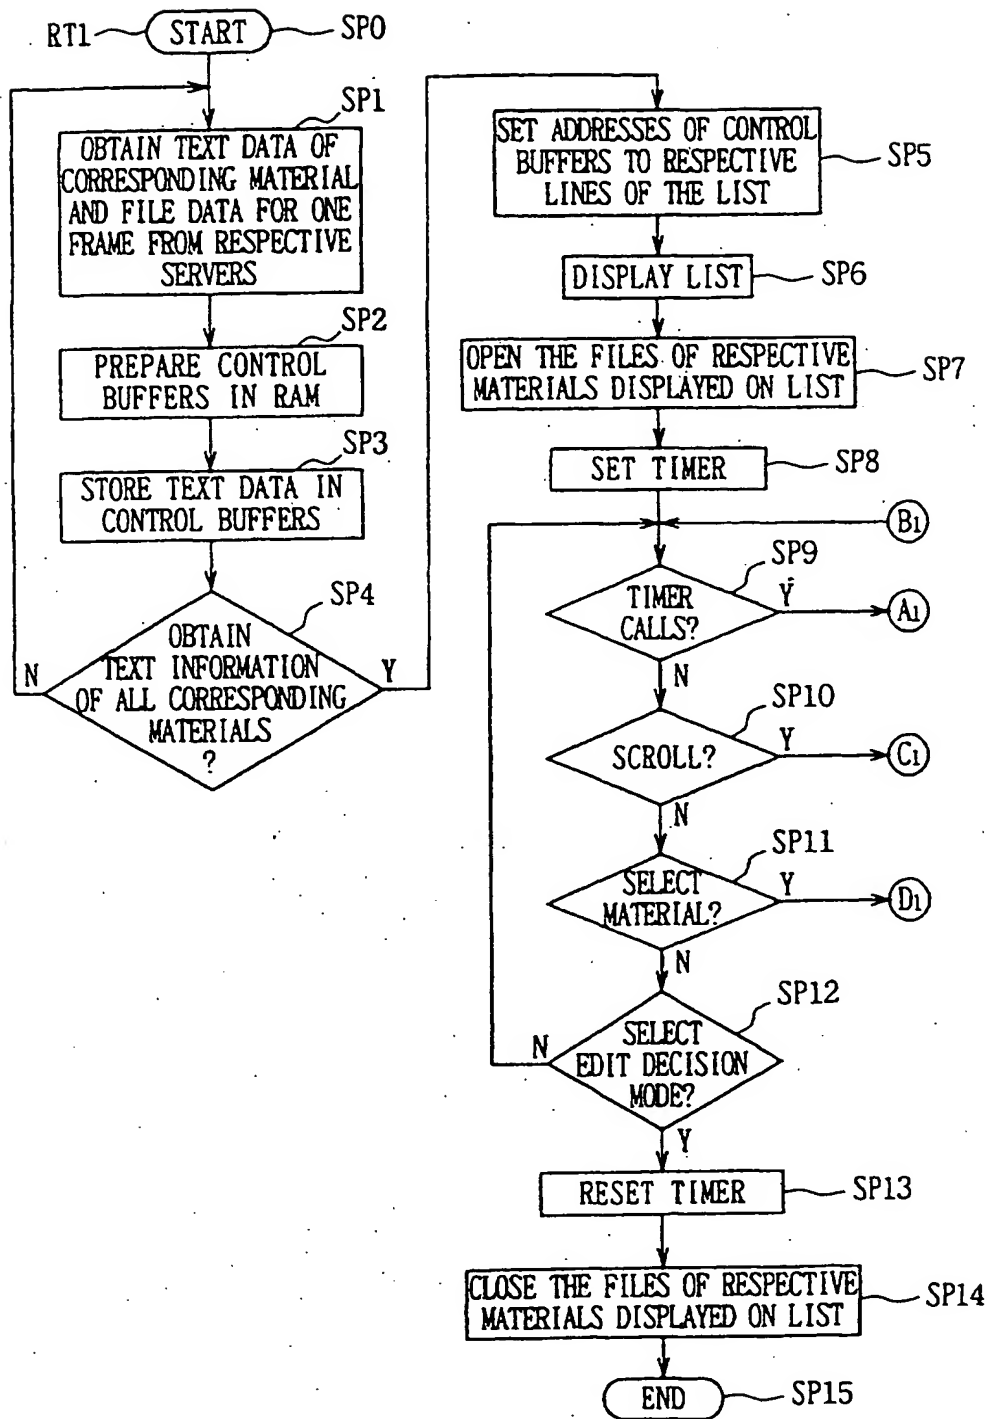 RT1
START
SP0
SP1
OBTAIN TEXT DATA OF
CORRESPONDING MATERIAL
AND FILE DATA FOR ONE
FRAME FROM RESPECTIVE
SERVERS
SP2
PREPARE CONTROL
BUFFERS IN RAM
SP3
STORE TEXT DATA IN
CONTROL BUFFERS
SP4
OBTAIN
TEXT INFORMATION
OF ALL CORRESPONDING
MATERIALS
?
N
Y
SET ADDRESSES OF CONTROL
BUFFERS TO RESPECTIVE
LINES OF THE LIST
SP5
DISPLAY LIST
SP6
OPEN THE FILES OF RESPECTIVE
MATERIALS DISPLAYED ON LIST
SP7
SET TIMER
SP8
B1
SP9
TIMER
CALLS?
Y
A1
N
SP10
SCROLL?
Y
C1
N
SP11
SELECT
MATERIAL?
Y
D1
N
SP12
SELECT
EDIT DECISION
MODE?
N
Y
RESET TIMER
SP13
CLOSE THE FILES OF RESPECTIVE
MATERIALS DISPLAYED ON LIST
SP14
END
SP15